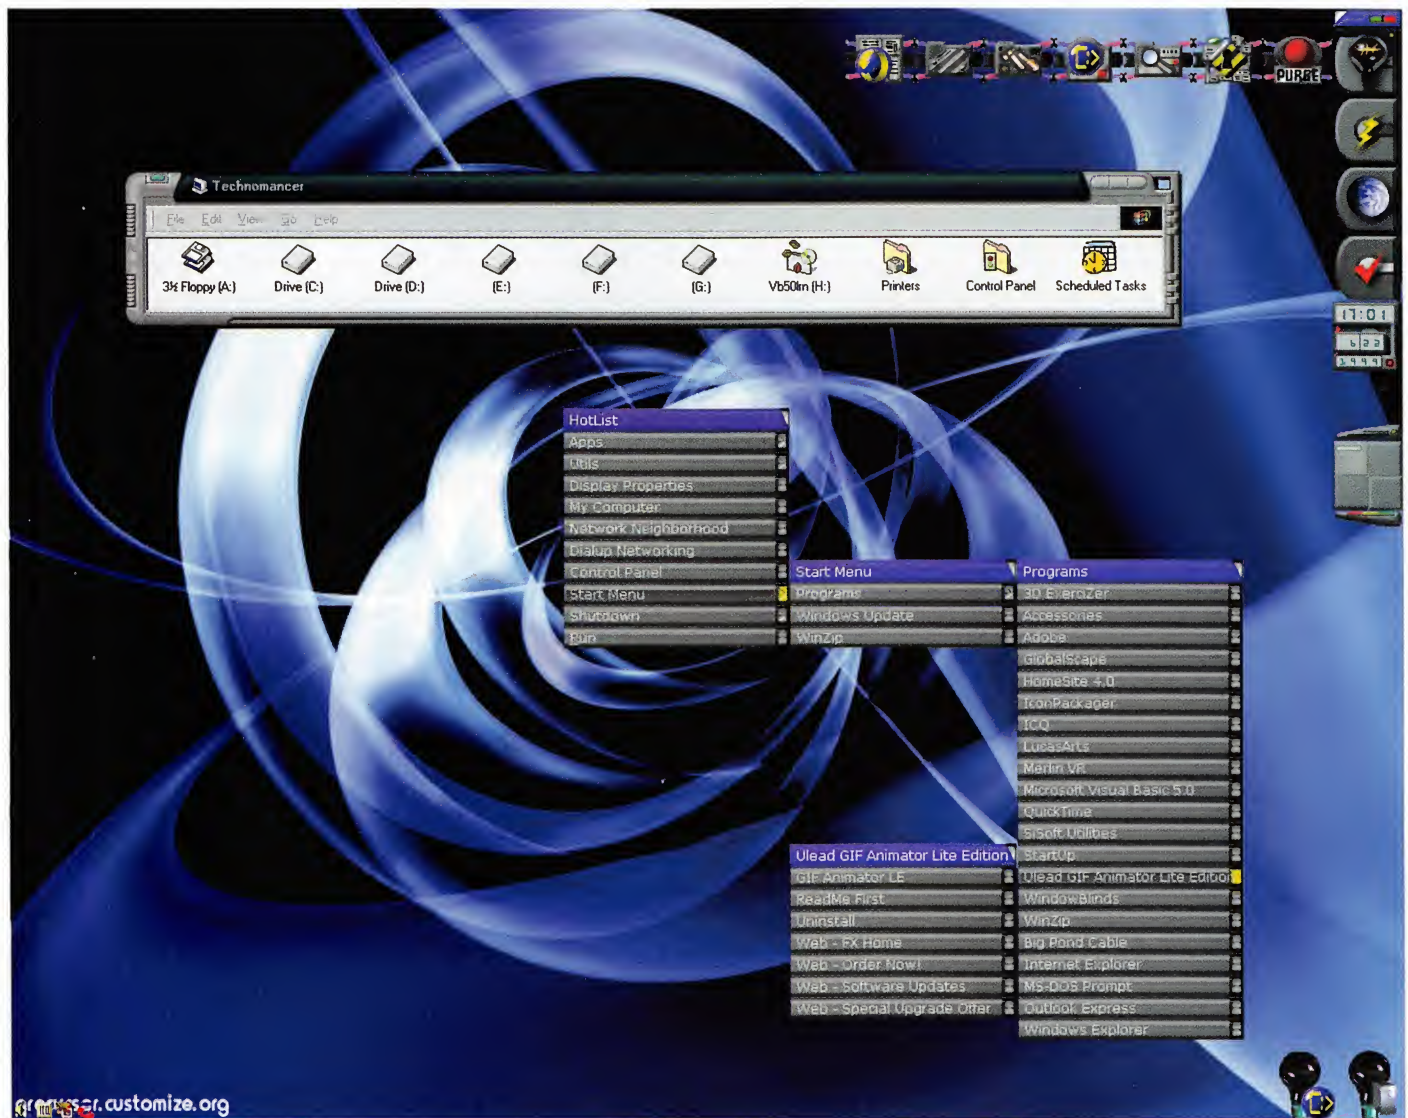 PURGE
Technomancer
File Edit View Go Help
3½ Floppy (A:)
Drive (C:)
Drive (D:)
(E:)
(F:)
(G:)
Vb50lm (H:)
Printers
Control Panel
Scheduled Tasks
17:01
6 22
1999
HotList
Apps
Utils
Display Properties
My Computer
Network Neighborhood
Dialup Networking
Control Panel
Start Menu
Shutdown
Run
Start Menu
Programs
Windows Update
WinZip
Programs
3D Exercizer
Accessories
Adobe
GlobalScape
HomeSite 4.0
IconPackager
ICQ
LucasArts
Merlin VR
Microsoft Visual Basic 5.0
QuickTime
SiSoft Utilities
StartUp
Ulead GIF Animator Lite Edition
WindowBlinds
WinZip
Big Pond Cable
Internet Explorer
MS-DOS Prompt
Outlook Express
Windows Explorer
Ulead GIF Animator Lite Edition
GIF Animator LE
ReadMe First
Uninstall
Web - FX Home
Web - Order Now!
Web - Software Updates
Web - Special Upgrade Offer
.customize.org